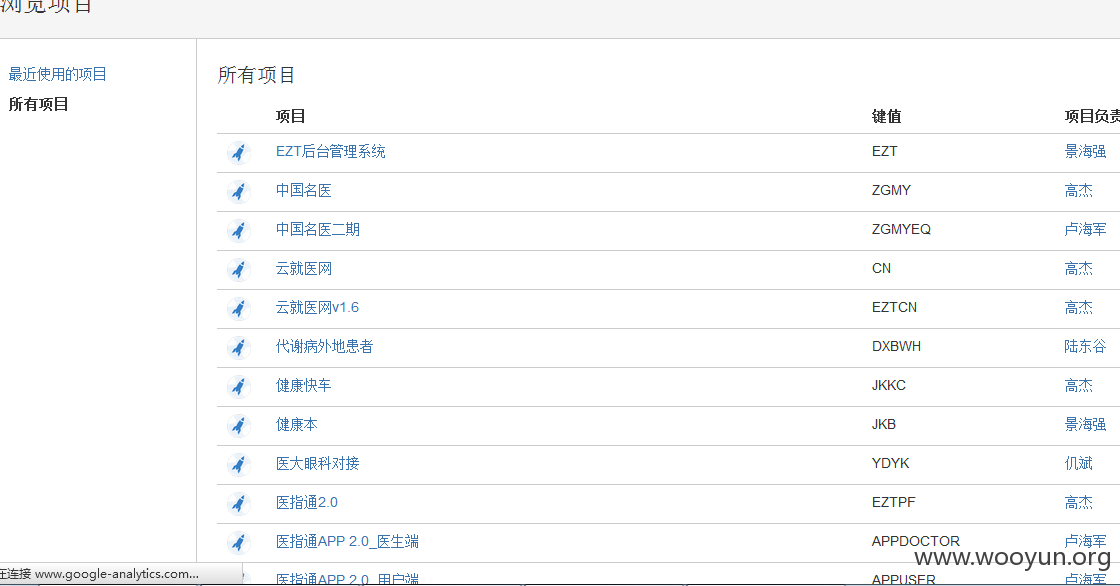 浏览项目
最近使用的项目
所有项目
所有项目
项目 键值 项目负责
EZT后台管理系统 EZT 景海强
中国名医 ZGMY 高杰
中国名医二期 ZGMYEQ 卢海军
云就医网 CN 高杰
云就医网v1.6 EZTCN 高杰
代谢病外地患者 DXBWH 陆东谷
健康快车 JKKC 高杰
健康本 JKB 景海强
医大眼科对接 YDYK 仉斌
医指通2.0 EZTPF 高杰
医指通APP 2.0_医生端 APPDOCTOR 卢海军
医指通APP 2.0_用户端 APPUSER 卢海军
www.wooyun.org
在连接 www.google-analytics.com...